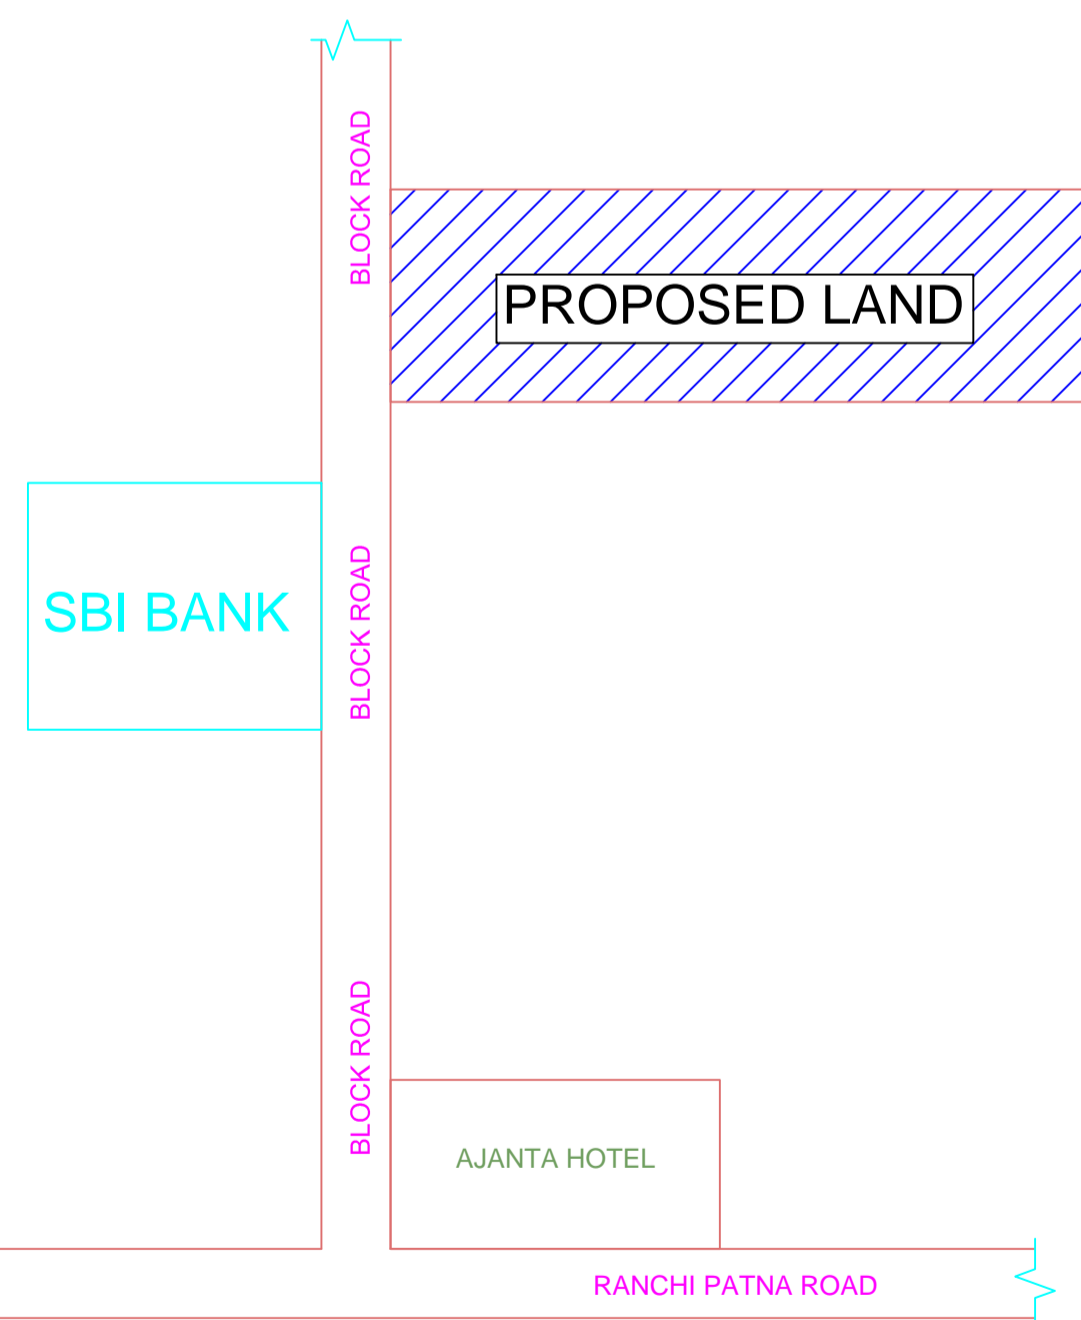 BLOCK ROAD
PROPOSED LAND
BLOCK ROAD
SBI BANK
BLOCK ROAD
AJANTA HOTEL
RANCHI PATNA ROAD